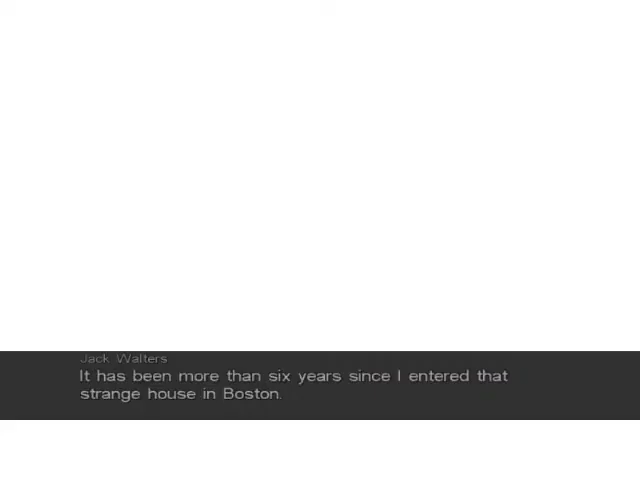 Jack Walters
It has been more than six years since I entered that
strange house in Boston.